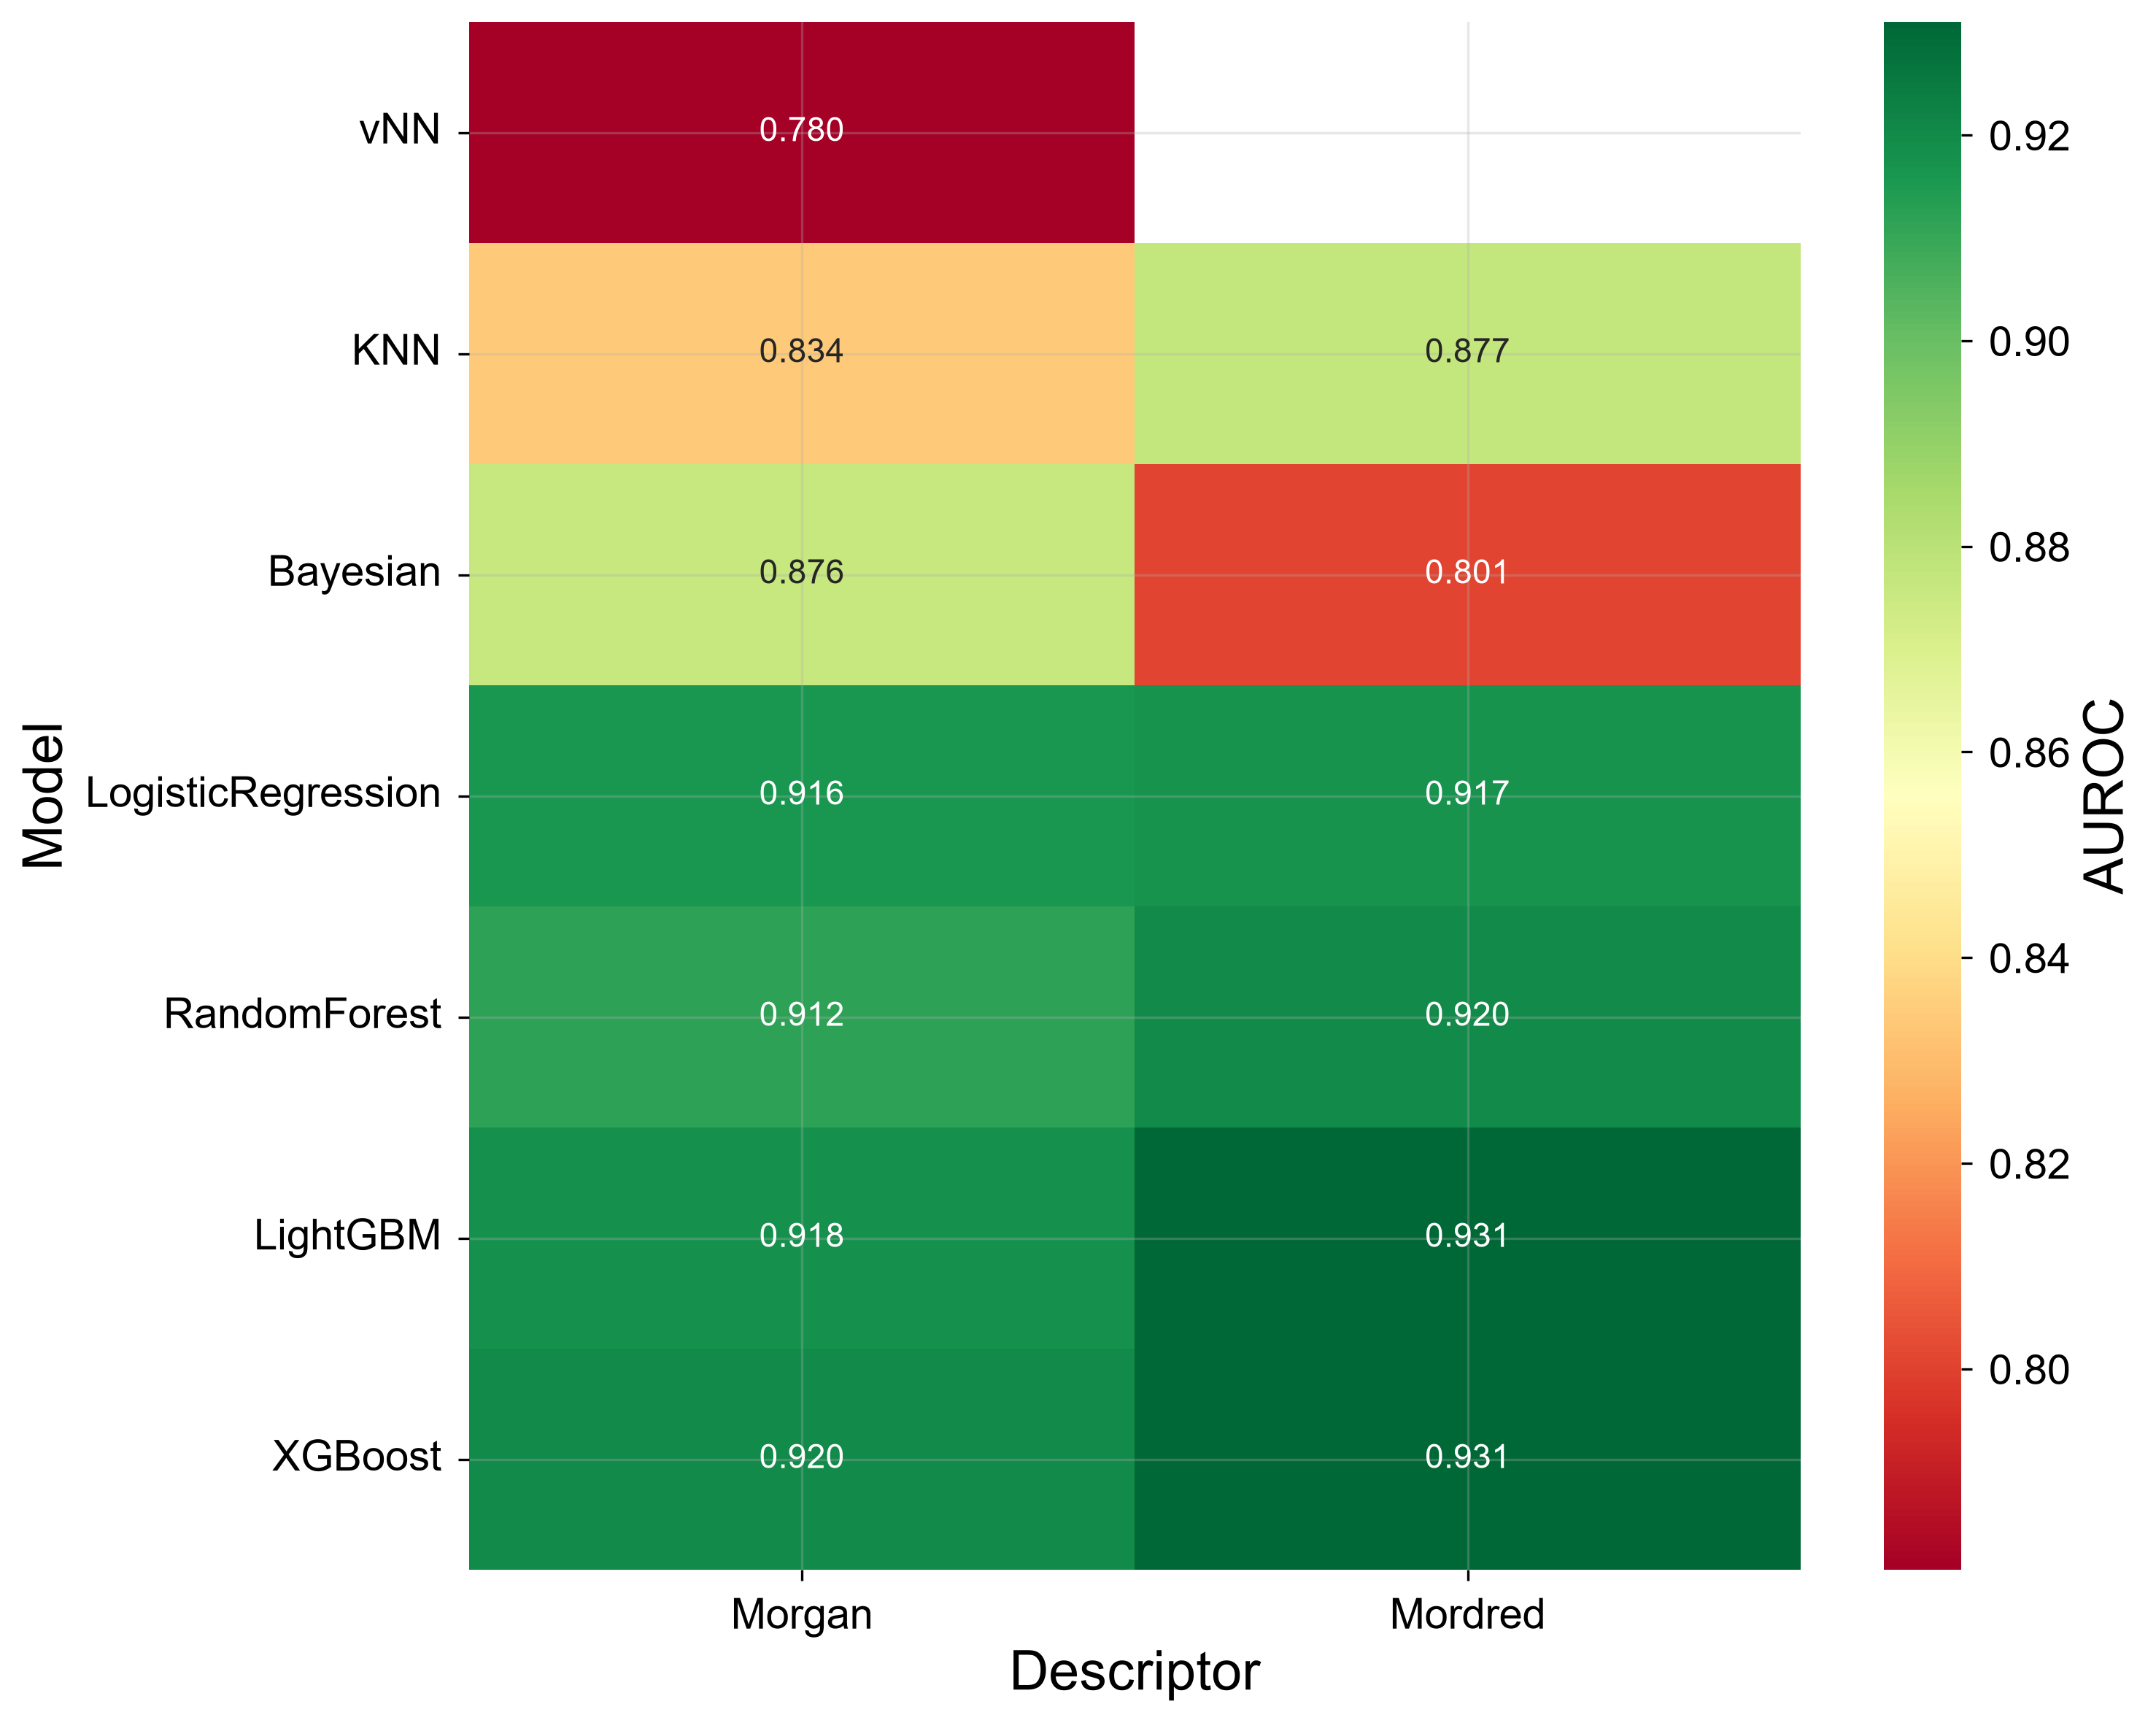 vNN
0.780
KNN
0.834
0.877
Bayesian
0.876
0.801
LogisticRegression
0.916
0.917
RandomForest
0.912
0.920
LightGBM
0.918
0.931
XGBoost
0.920
0.931
Morgan
Mordred
Descriptor
Model
0.92
0.90
0.88
0.86
0.84
0.82
0.80
AUROC